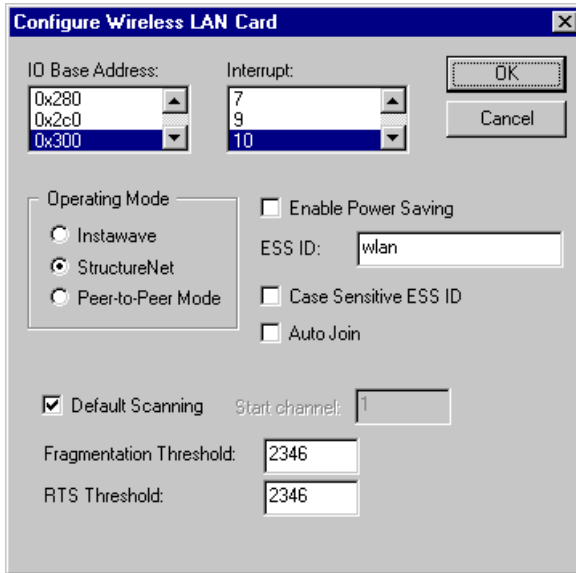 Configure Wireless LAN Card
IO Base Address: Interrupt:
OK
0x280 7
0x2c0 9
Cancel
0x300 10
Operating Mode
Enable Power Saving
Instawave
ESS ID: wlan
StructureNet
Peer-to-Peer Mode
Case Sensitive ESS ID
Auto Join
Default Scanning Start channel: 1
Fragmentation Threshold: 2346
RTS Threshold: 2346